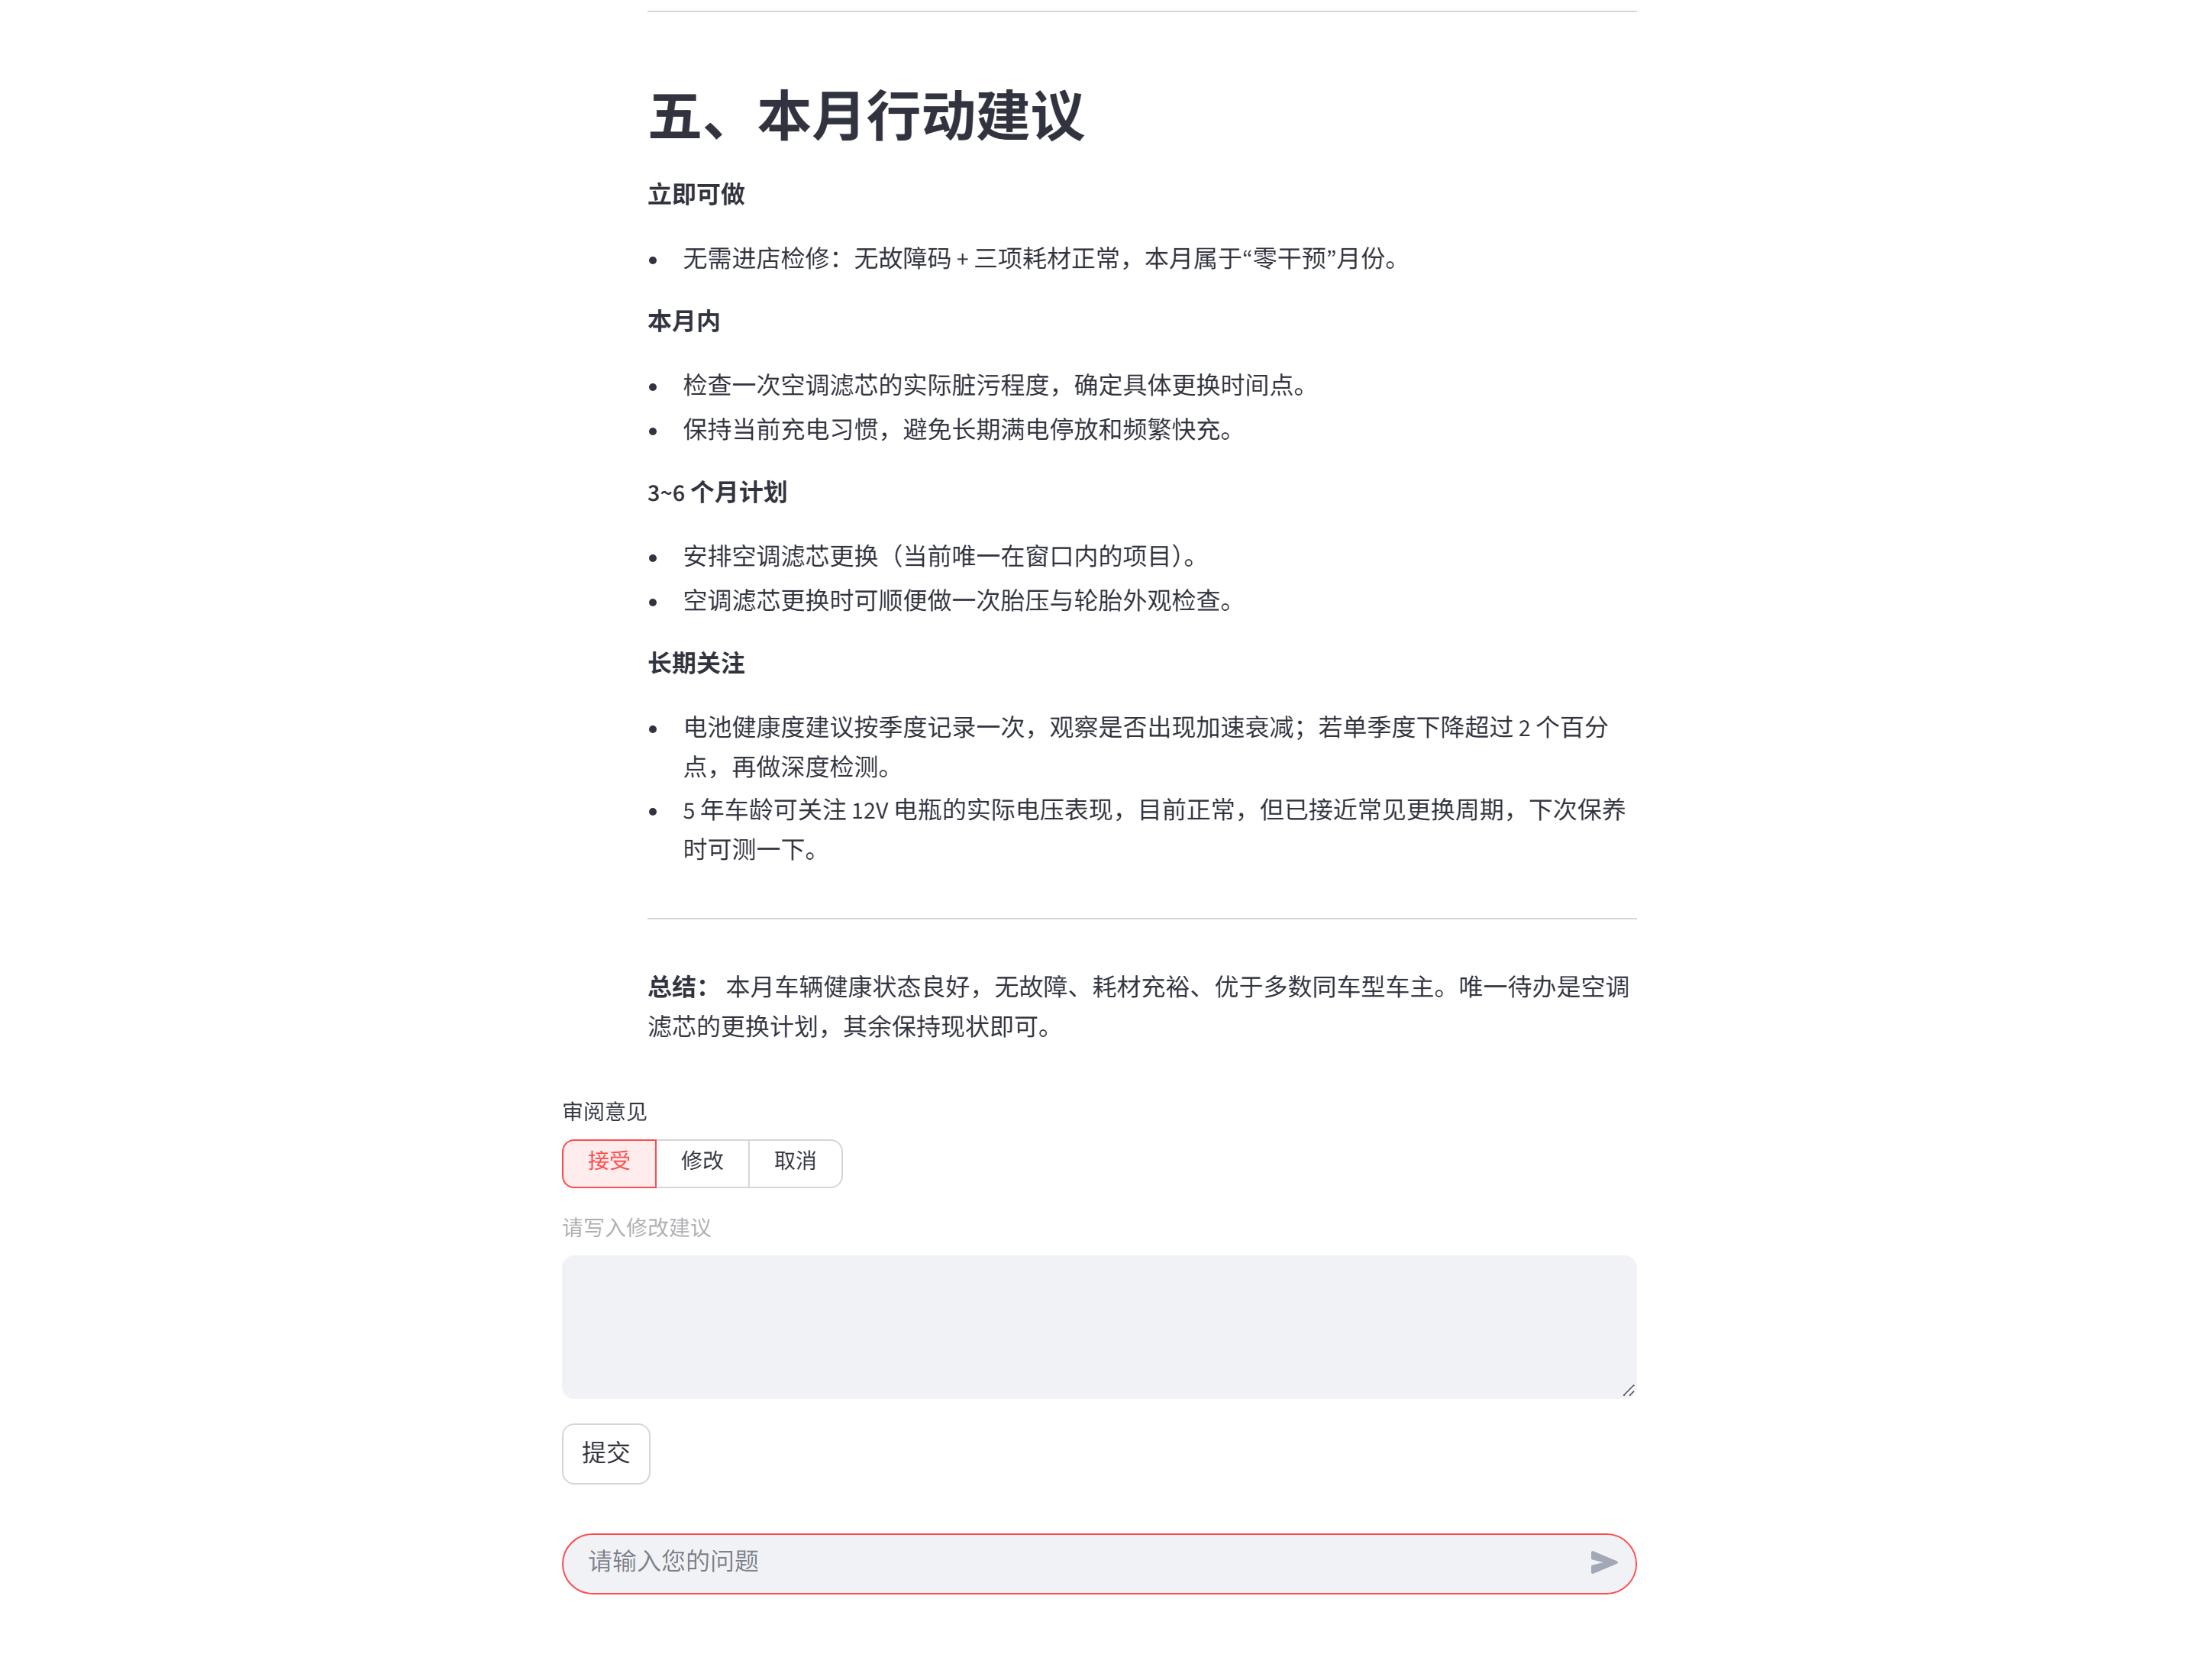 五、本月行动建议
立即可做
• 无需进店检修：无故障码 + 三项耗材正常，本月属于“零干预”月份。
本月内
• 检查一次空调滤芯的实际脏污程度，确定具体更换时间点。
• 保持当前充电习惯，避免长期满电停放和频繁快充。
3~6 个月计划
• 安排空调滤芯更换（当前唯一在窗口内的项目）。
• 空调滤芯更换时可顺便做一次胎压与轮胎外观检查。
长期关注
• 电池健康度建议按季度记录一次，观察是否出现加速衰减；若单季度下降超过 2 个百分
点，再做深度检测。
• 5 年车龄可关注 12V 电瓶的实际电压表现，目前正常，但已接近常见更换周期，下次保养
时可测一下。
总结： 本月车辆健康状态良好，无故障、耗材充裕、优于多数同车型车主。唯一待办是空调
滤芯的更换计划，其余保持现状即可。
审阅意见
接受 修改 取消
请写入修改建议
提交
请输入您的问题